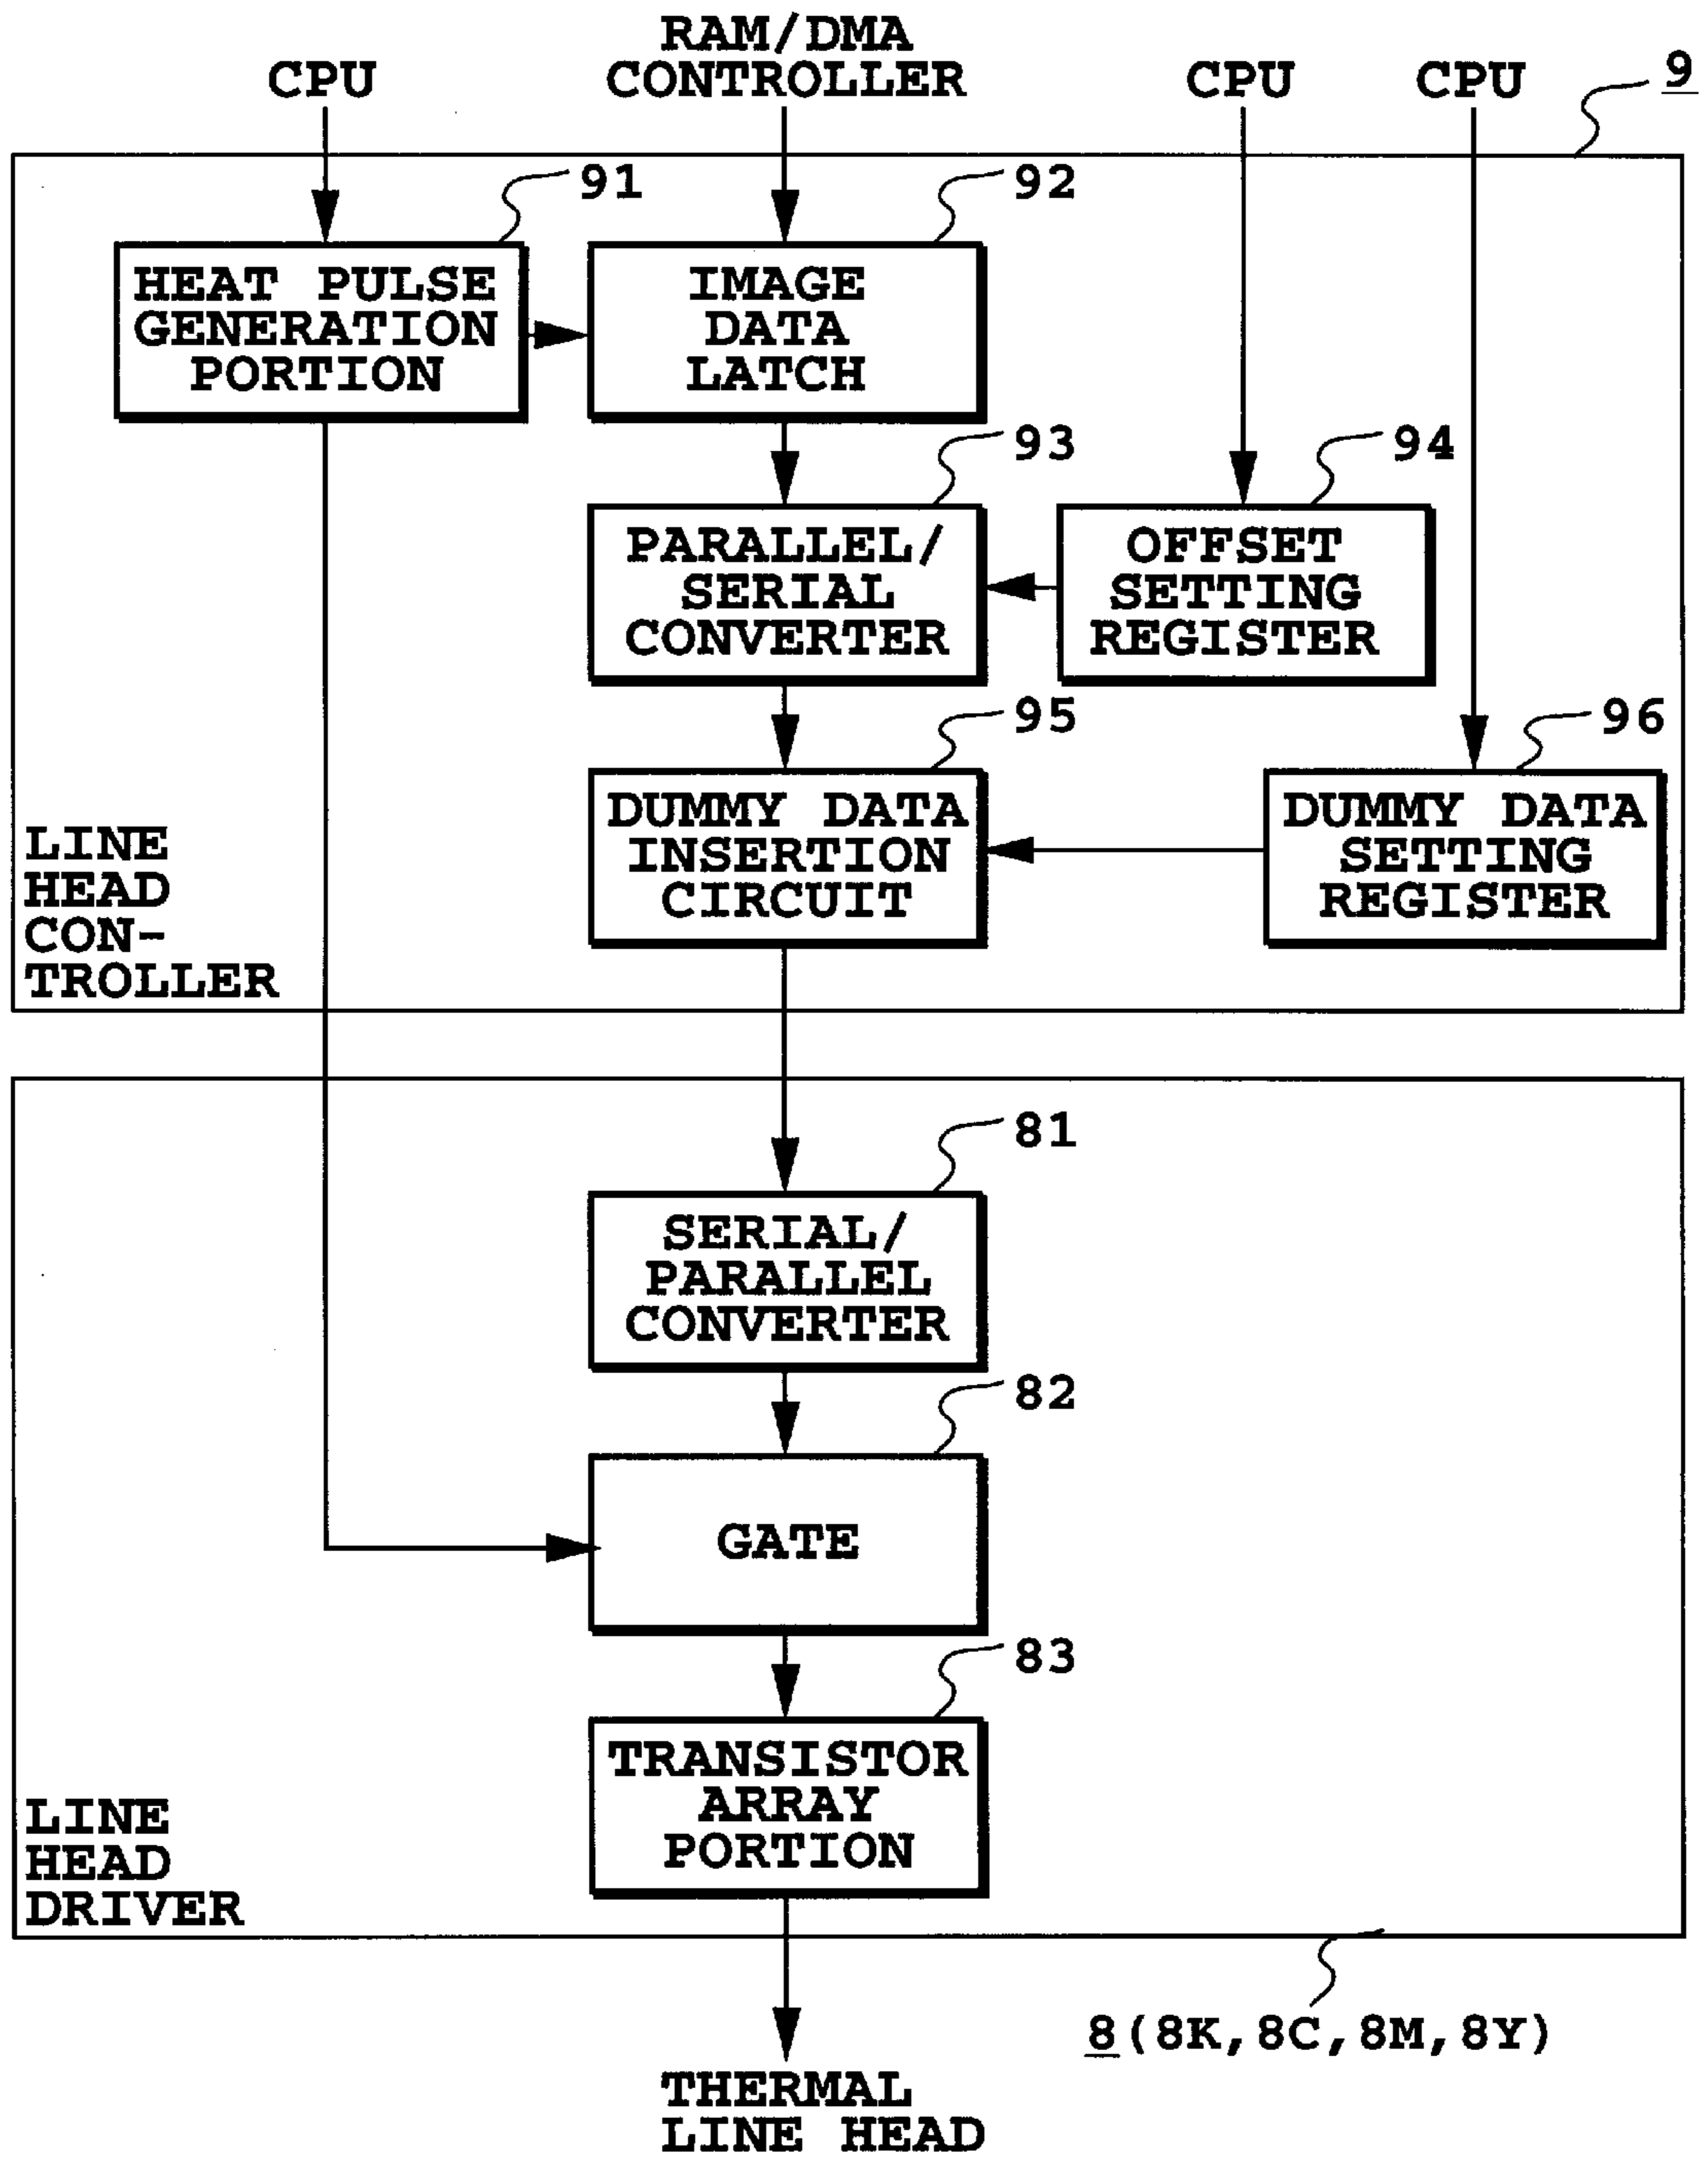 RAM/DMA
CPU CONTROLLER CPU CPU 9
91 92
HEAT PULSE
GENERATION
PORTION
IMAGE
DATA
LATCH
93 94
PARALLEL/
SERIAL
CONVERTER
OFFSET
SETTING
REGISTER
95 96
DUMMY DATA
INSERTION
CIRCUIT
DUMMY DATA
SETTING
REGISTER
LINE
HEAD
CON-
TROLLER
81
SERIAL/
PARALLEL
CONVERTER
82
GATE
83
TRANSISTOR
ARRAY
PORTION
LINE
HEAD
DRIVER
8(8K,8C,8M,8Y)
THERMAL
LINE HEAD